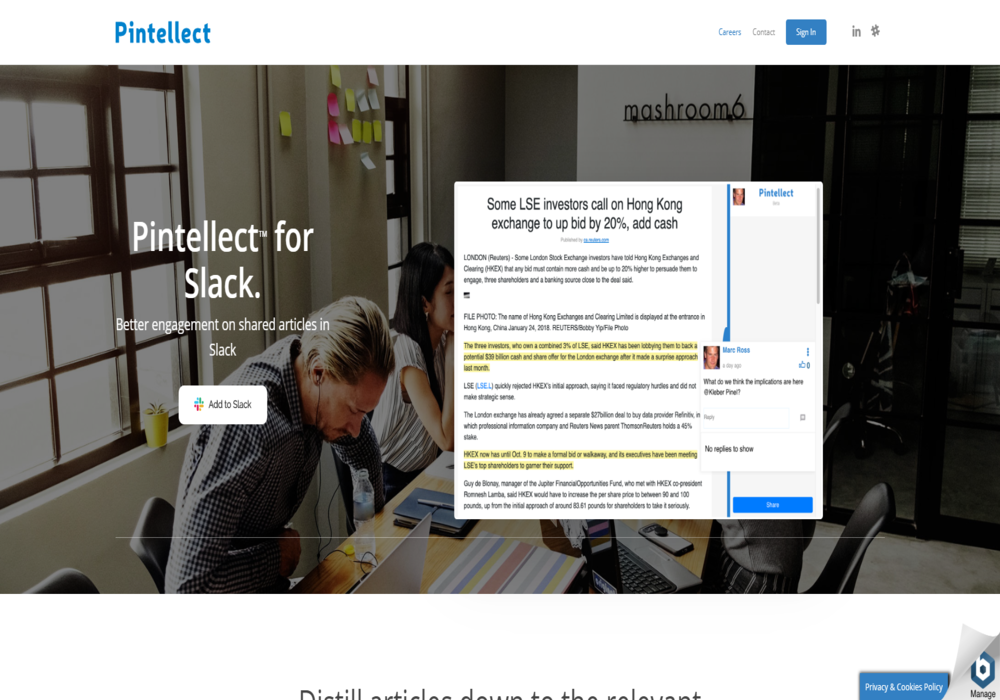 Pintellect
Careers
Contact
Sign In
mashroom6
Pintellect™ for
Slack.
Better engagement on shared articles in
Slack
Add to Slack
Some LSE investors call on Hong Kong
exchange to up bid by 20%, add cash
Published by
LONDON (Reuters) - Some London Stock Exchange investors have told Hong Kong Exchanges and
Clearing (HKEX) that any bid must contain more cash and be up to 20% higher to persuade them to
engage, three shareholders and a banking source close to the deal said.
FILE PHOTO: The name of Hong Kong Exchanges and Clearing Limited is displayed at the entrance in
Hong Kong, China January 24, 2018. REUTERS/Bobby Yip/File Photo
The three investors, who own a combined 3% of LSE, said HKEX has been lobbying them to back a
potential $39 billion cash and share offer for the London exchange after it made a surprise approach
last month.
LSE (LSE.L) quickly rejected HKEX's initial approach, saying it faced regulatory hurdles and did not
make strategic sense.
The London exchange has already agreed a separate $27billion deal to buy data provider Refinitiv, in
which professional information company and Reuters News parent ThomsonReuters holds a 45%
stake.
HKEX now has until Oct. 9 to make a formal bid or walkaway, and its executives have been meeting
LSE's top shareholders to garner their support.
Guy de Blonay, manager of the Jupiter FinancialOpportunities Fund, who met with HKEX co-president
Romnesh Lamba, said HKEX would have to increase the per share price to between 90 and 100
pounds, up from the initial approach of around 83.61 pounds for shareholders to take it seriously.
Pintellect
Marc Ross
a day ago
0
What do we think the implications are here
@Kleber Pinel?
Reply
No replies to show
Share
Distill articles down to the relevant
Privacy & Cookies Policy
Manage